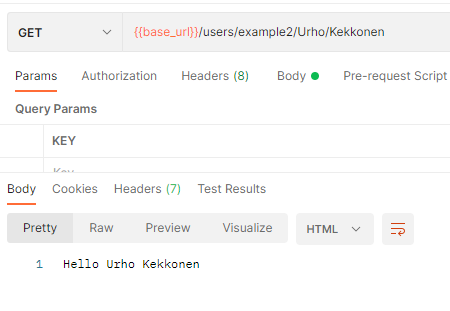 GET {{base_url}}/users/example2/Urho/Kekkonen
Params Authorization Headers (8) Body Pre-request Script
Query Params
KEY
Key
Body Cookies Headers (7) Test Results
Pretty Raw Preview Visualize HTML
1 Hello Urho Kekkonen